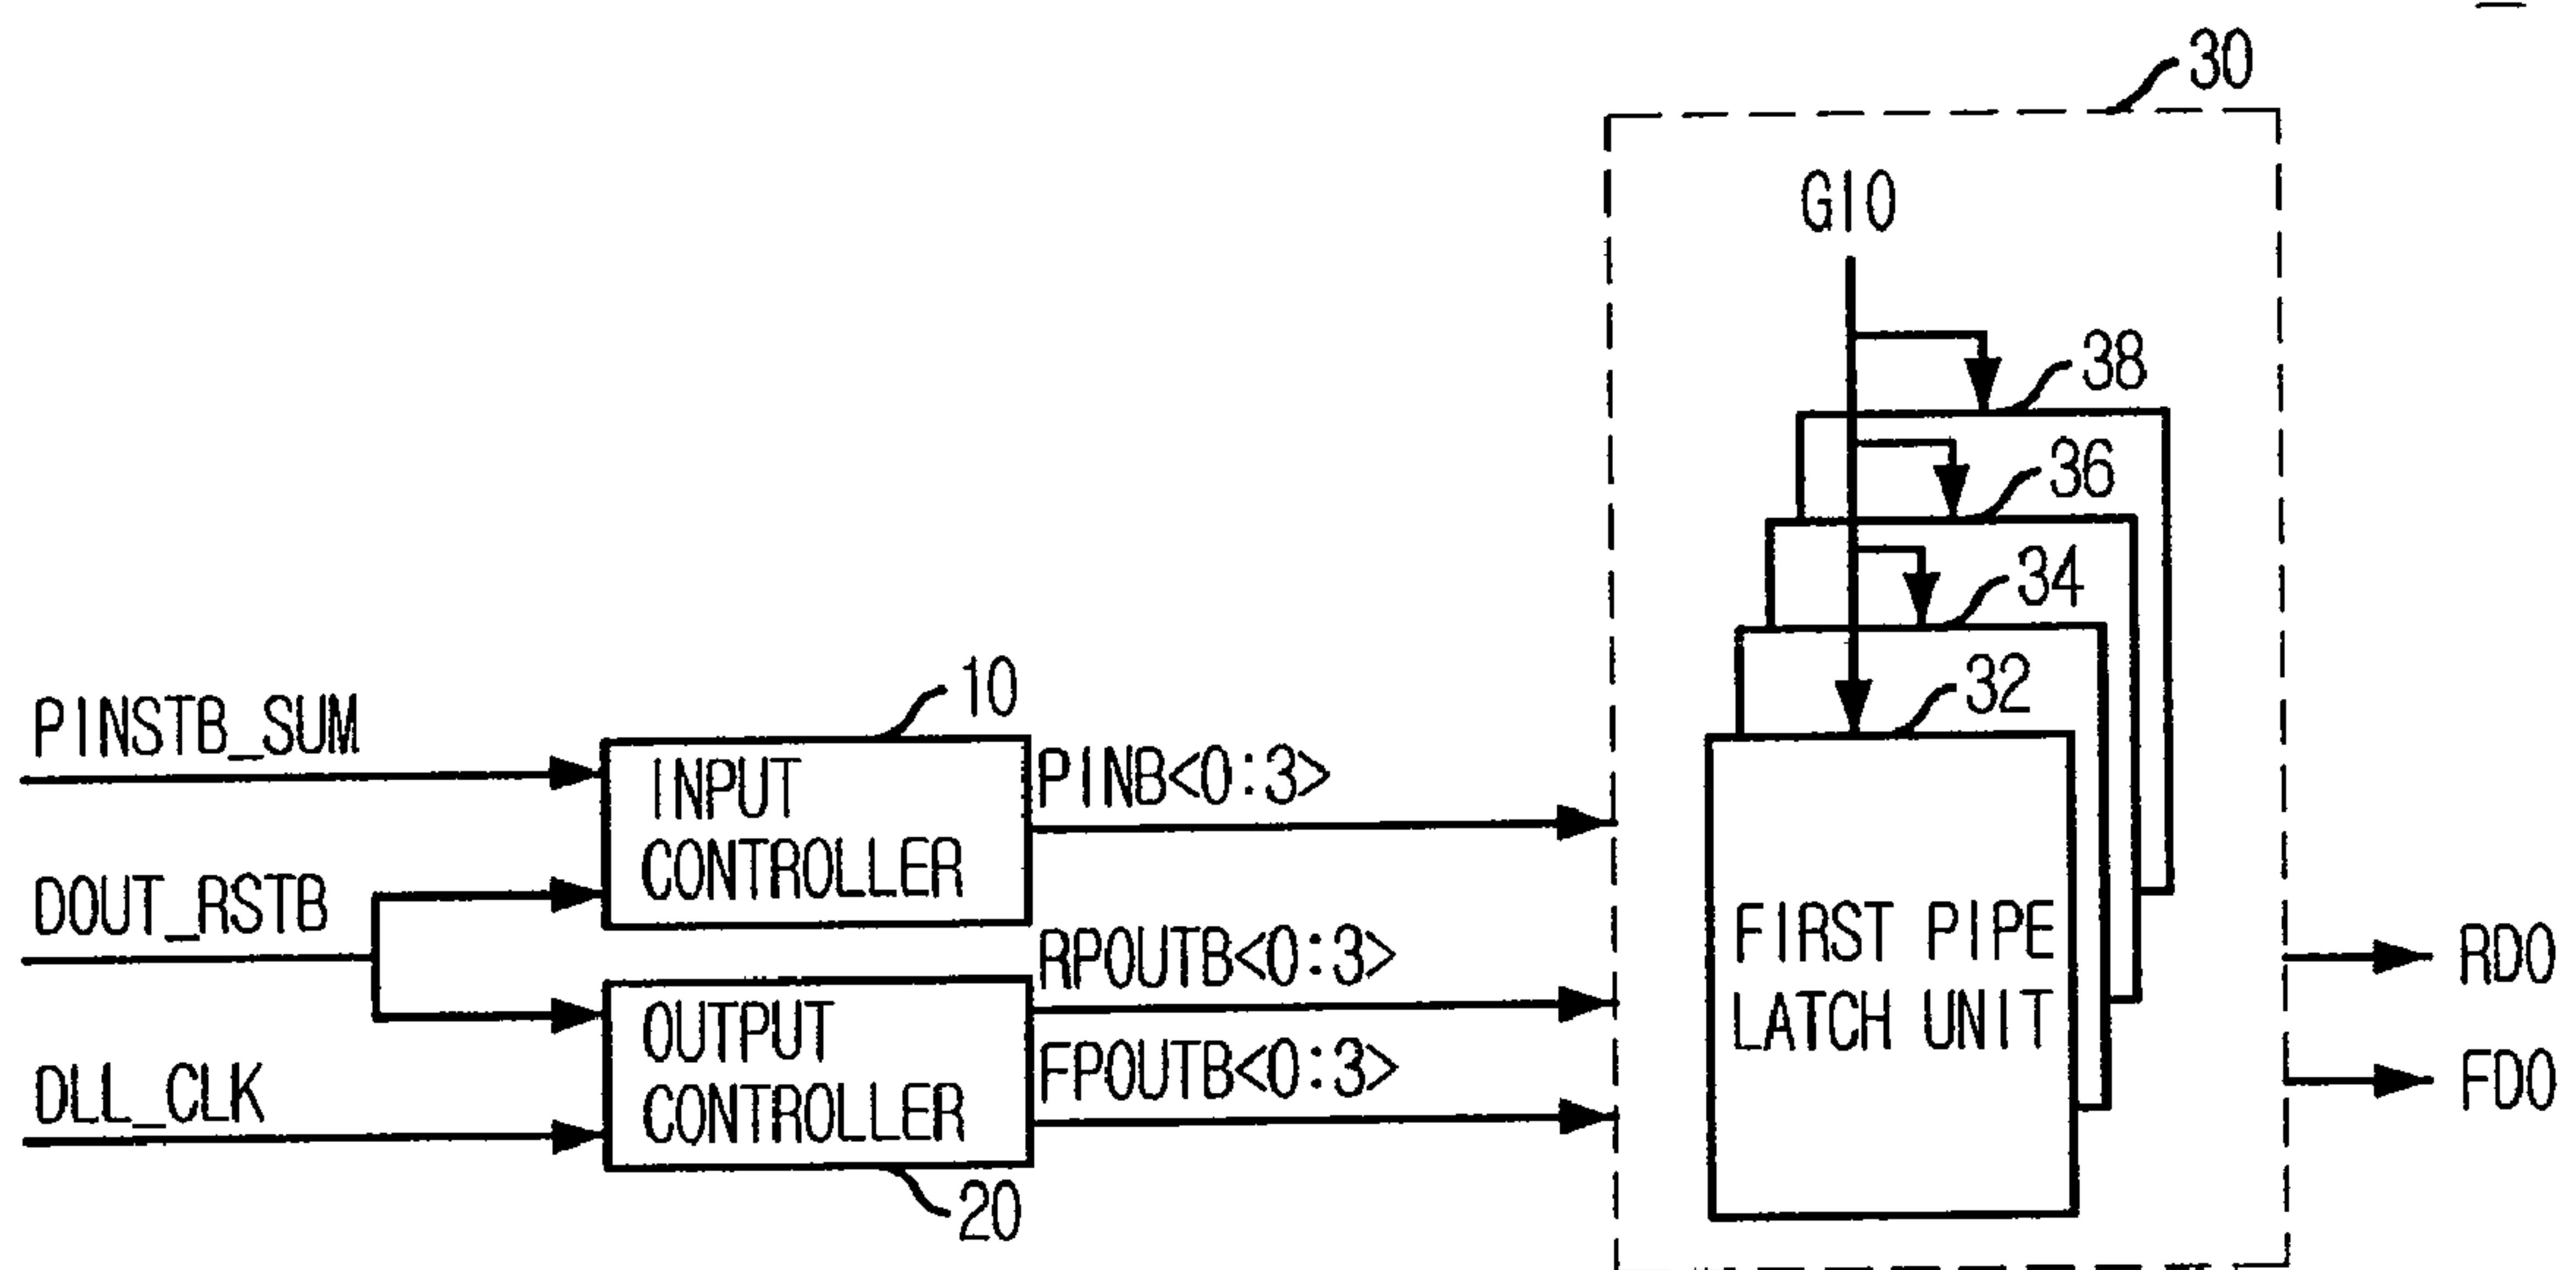 30
GIO
38
36
34
32
PINSTB_SUM
10
INPUT
CONTROLLER
PINB<0:3>
DOUT_RSTB
RPOUTB<0:3>
OUTPUT
CONTROLLER
FPOUTB<0:3>
DLL_CLK
20
FIRST PIPE
LATCH UNIT
RDO
FDO